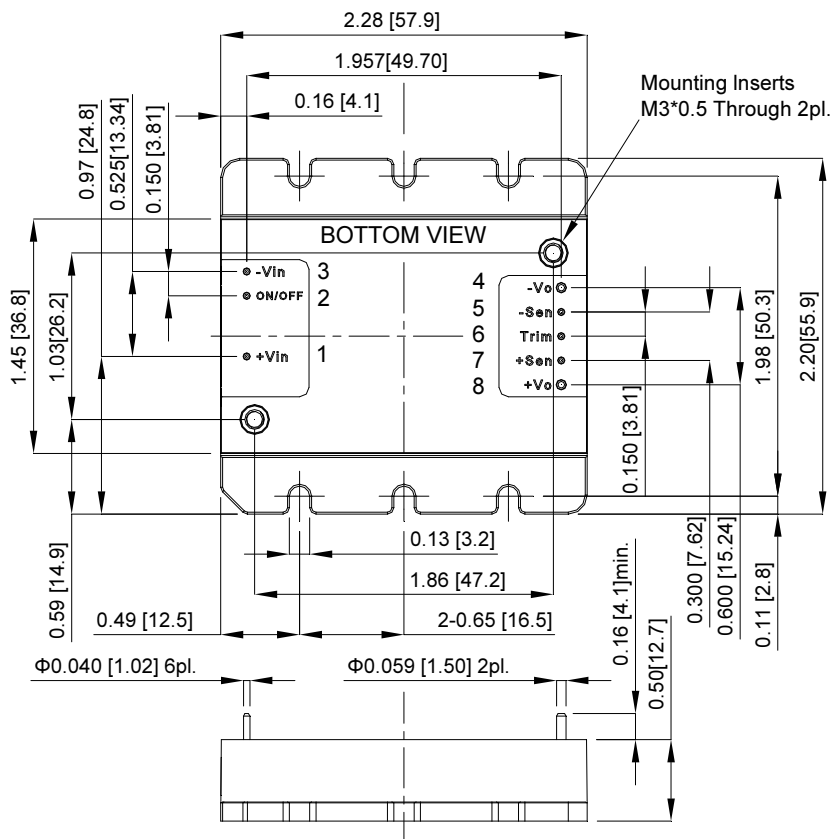 2.28 [57.9]
1.957[49.70]
0.16 [4.1]
Mounting Inserts
M3*0.5 Through 2pl.
0.97 [24.8]
0.525[13.34]
0.150 [3.81]
BOTTOM VIEW
-Vin 3
ON/OFF 2
+Vin 1
4 -Vo
5 -Sen
6 Trim
7 +Sen
8 +Vo
1.45 [36.8]
1.03[26.2]
0.59 [14.9]
1.98 [50.3]
2.20[55.9]
0.150 [3.81]
0.300 [7.62]
0.600 [15.24]
0.11 [2.8]
0.13 [3.2]
1.86 [47.2]
0.49 [12.5]
2-0.65 [16.5]
0.16 [4.1]min.
0.50[12.7]
Φ0.040 [1.02] 6pl.
Φ0.059 [1.50] 2pl.